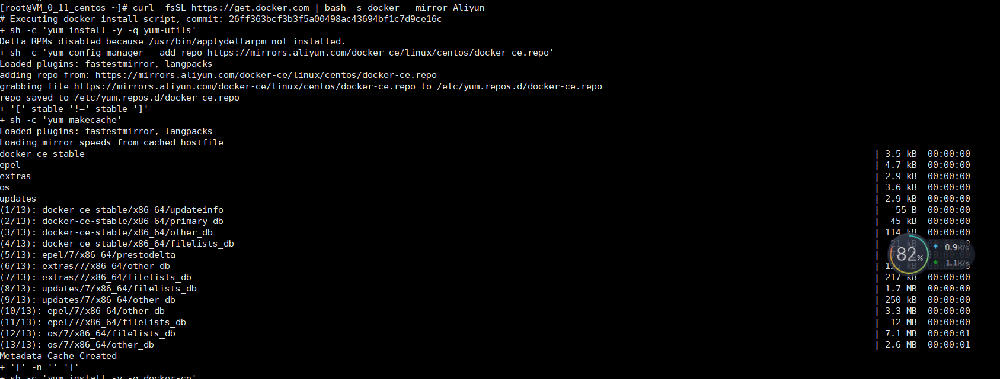 [root@VM_0_11_centos ~]# curl -fsSL https://get.docker.com | bash -s docker --mirror Aliyun
# Executing docker install script, commit: 26ff363bcf3b3f5a00498ac43694bf1c7d9ce16c
+ sh -c 'yum install -y -q yum-utils'
Delta RPMs disabled because /usr/bin/applydeltarpm not installed.
+ sh -c 'yum-config-manager --add-repo https://mirrors.aliyun.com/docker-ce/linux/centos/docker-ce.repo'
Loaded plugins: fastestmirror, langpacks
adding repo from: https://mirrors.aliyun.com/docker-ce/linux/centos/docker-ce.repo
grabbing file https://mirrors.aliyun.com/docker-ce/linux/centos/docker-ce.repo to /etc/yum.repos.d/docker-ce.repo
repo saved to /etc/yum.repos.d/docker-ce.repo
+ '[' stable '!=' stable ']'
+ sh -c 'yum makecache'
Loaded plugins: fastestmirror, langpacks
Loading mirror speeds from cached hostfile
docker-ce-stable | 3.5 kB 00:00:00
epel | 4.7 kB 00:00:00
extras | 2.9 kB 00:00:00
os | 3.6 kB 00:00:00
updates | 2.9 kB 00:00:00
(1/13): docker-ce-stable/x86_64/updateinfo | 55 B 00:00:00
(2/13): docker-ce-stable/x86_64/primary_db | 45 kB 00:00:00
(3/13): docker-ce-stable/x86_64/other_db | 114 kB 00:00:00
(4/13): docker-ce-stable/x86_64/filelists_db | 21 kB
(5/13): epel/7/x86_64/prestodelta |
(6/13): extras/7/x86_64/other_db | kB 00:00:00
(7/13): extras/7/x86_64/filelists_db | 217 kB 00:00:00
(8/13): updates/7/x86_64/filelists_db | 1.7 MB 00:00:00
(9/13): updates/7/x86_64/other_db | 250 kB 00:00:00
(10/13): epel/7/x86_64/other_db | 3.3 MB 00:00:00
(11/13): epel/7/x86_64/filelists_db | 12 MB 00:00:00
(12/13): os/7/x86_64/filelists_db | 7.1 MB 00:00:01
(13/13): os/7/x86_64/other_db | 2.6 MB 00:00:01
Metadata Cache Created
+ '[' -n '' ']'
+ sh -c 'yum install -y -q docker-ce'
82%
0.9K/s
1.1K/s